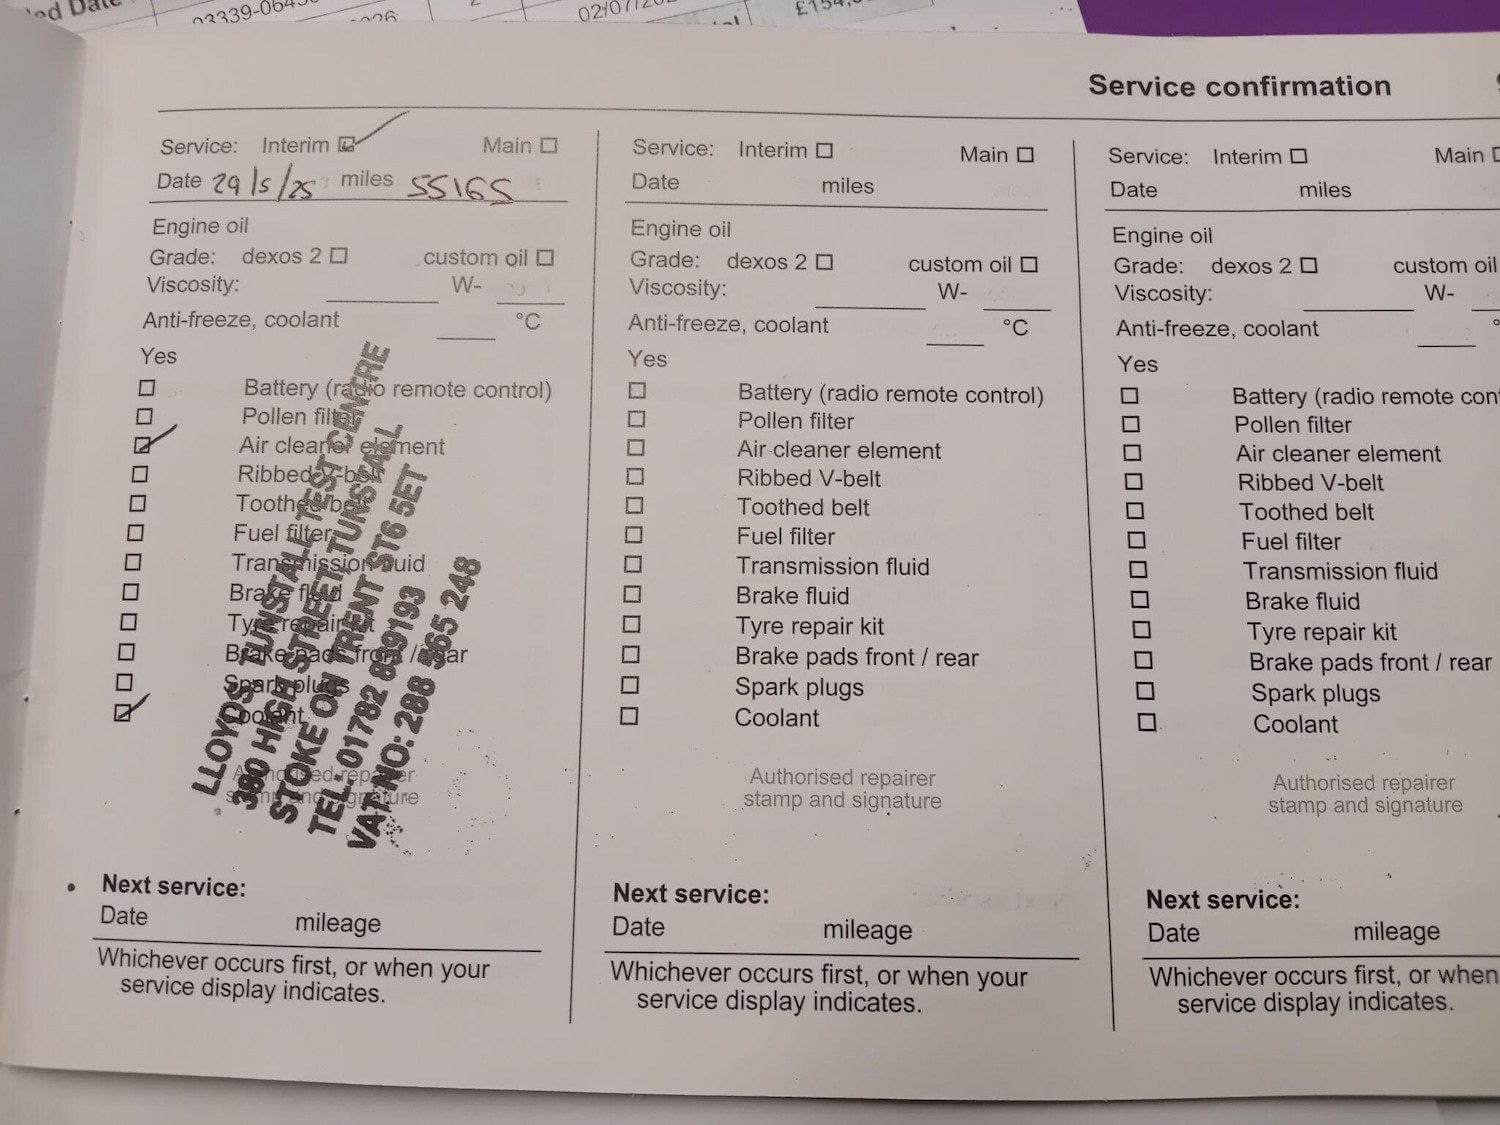 Service confirmation
Service: Interim Main
Date 29/5/25 miles 55165
Engine oil
Grade: dexos 2 custom oil
Viscosity: W-
Anti-freeze, coolant °C
Yes
Battery (radio remote control)
Pollen filter
Air cleaner element
Ribbed V-belt
Toothed belt
Fuel filter
Transmission fluid
Brake fluid
Tyre repair kit
Brake pads front / rear
Spark plugs
Coolant
Authorised repairer
stamp and signature
LLOYDS TUNSTALL TEST CENTRE
380 HIGH STREET, TUNSTALL
STOKE ON TRENT ST6 5ET
TEL: 01782 839193
VAT NO: 288 565 248
Next service:
Date mileage
Whichever occurs first, or when your
service display indicates.
Service: Interim Main
Date miles
Engine oil
Grade: dexos 2 custom oil
Viscosity: W-
Anti-freeze, coolant °C
Yes
Battery (radio remote control)
Pollen filter
Air cleaner element
Ribbed V-belt
Toothed belt
Fuel filter
Transmission fluid
Brake fluid
Tyre repair kit
Brake pads front / rear
Spark plugs
Coolant
Authorised repairer
stamp and signature
Next service:
Date mileage
Whichever occurs first, or when your
service display indicates.
Service: Interim Main
Date miles
Engine oil
Grade: dexos 2 custom oil
Viscosity: W-
Anti-freeze, coolant
Yes
Battery (radio remote con
Pollen filter
Air cleaner element
Ribbed V-belt
Toothed belt
Fuel filter
Transmission fluid
Brake fluid
Tyre repair kit
Brake pads front / rear
Spark plugs
Coolant
Authorised repairer
stamp and signature
Next service:
Date mileage
Whichever occurs first, or when
service display indicates.